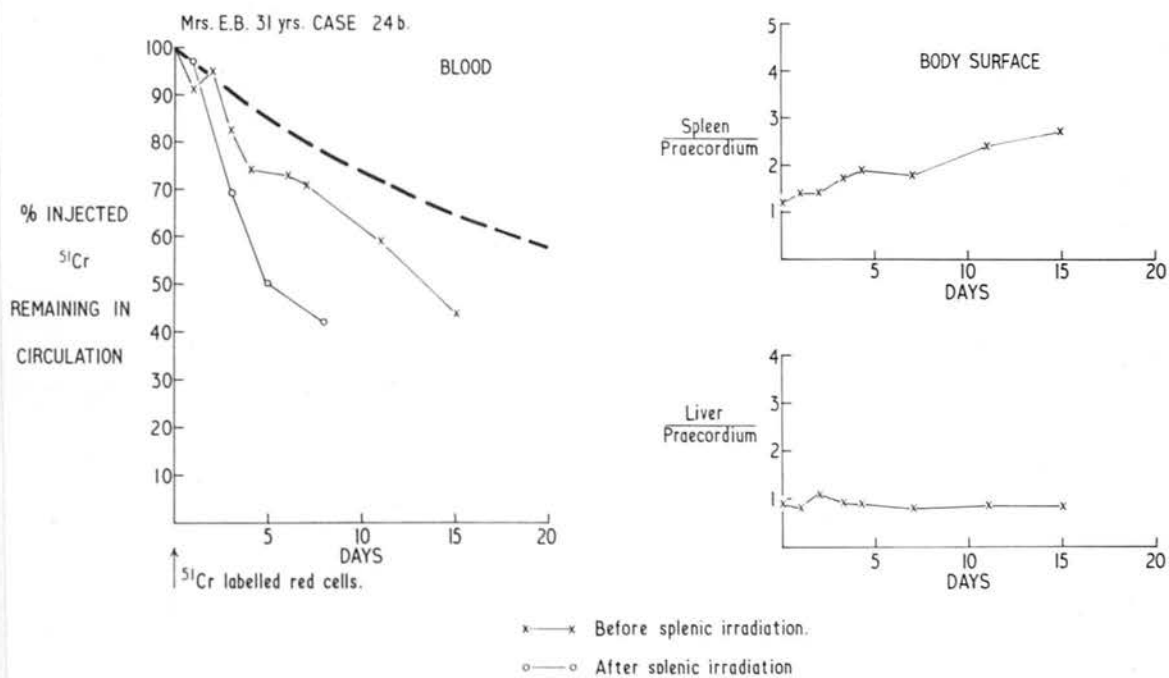 Mrs. E.B. 31 yrs. CASE 24b.
BLOOD
100
90
80
70
60
50
40
30
20
10
% INJECTED
⁵¹Cr
REMAINING IN
CIRCULATION
5 10 15 20
DAYS
⁵¹Cr labelled red cells.
BODY SURFACE
5
4
3
2
1
Spleen
Praecordium
5 10 15 20
DAYS
4
3
2
1
Liver
Praecordium
5 10 15 20
DAYS
x——x Before splenic irradiation.
o——o After splenic irradiation